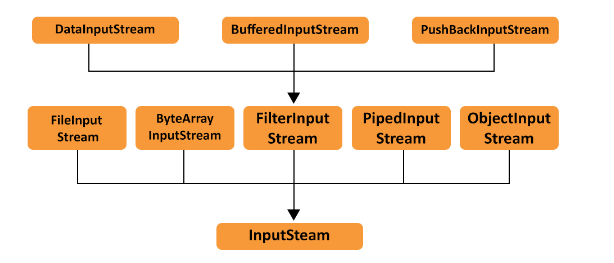 DataInputStream
BufferedInputStream
PushBackInputStream
FileInput
Stream
ByteArray
InputStream
FilterInput
Stream
PipedInput
Stream
ObjectInput
Stream
InputSteam